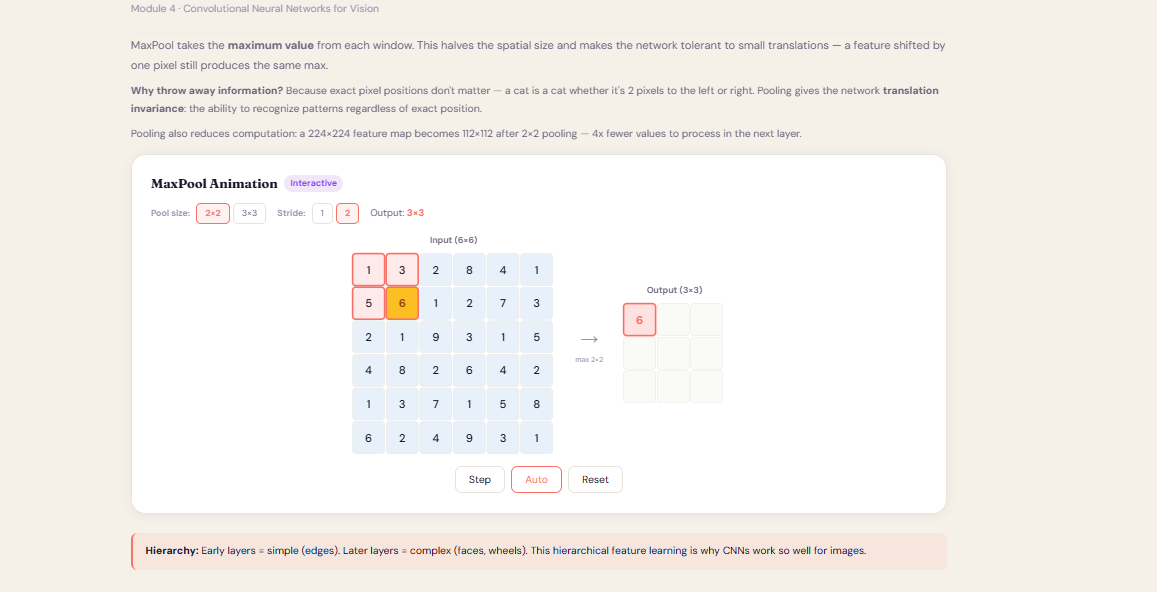 Module 4 · Convolutional Neural Networks for Vision
MaxPool takes the maximum value from each window. This halves the spatial size and makes the network tolerant to small translations — a feature shifted by
one pixel still produces the same max.
Why throw away information? Because exact pixel positions don't matter — a cat is a cat whether it's 2 pixels to the left or right. Pooling gives the network translation
invariance: the ability to recognize patterns regardless of exact position.
Pooling also reduces computation: a 224×224 feature map becomes 112×112 after 2×2 pooling — 4x fewer values to process in the next layer.
MaxPool Animation Interactive
Pool size: 2×2 3×3 Stride: 1 2 Output: 3×3
Input (6×6)
1 3 2 8 4 1
5 6 1 2 7 3
2 1 9 3 1 5
4 8 2 6 4 2
1 3 7 1 5 8
6 2 4 9 3 1
→
max 2×2
Output (3×3)
6
Step Auto Reset
Hierarchy: Early layers = simple (edges). Later layers = complex (faces, wheels). This hierarchical feature learning is why CNNs work so well for images.